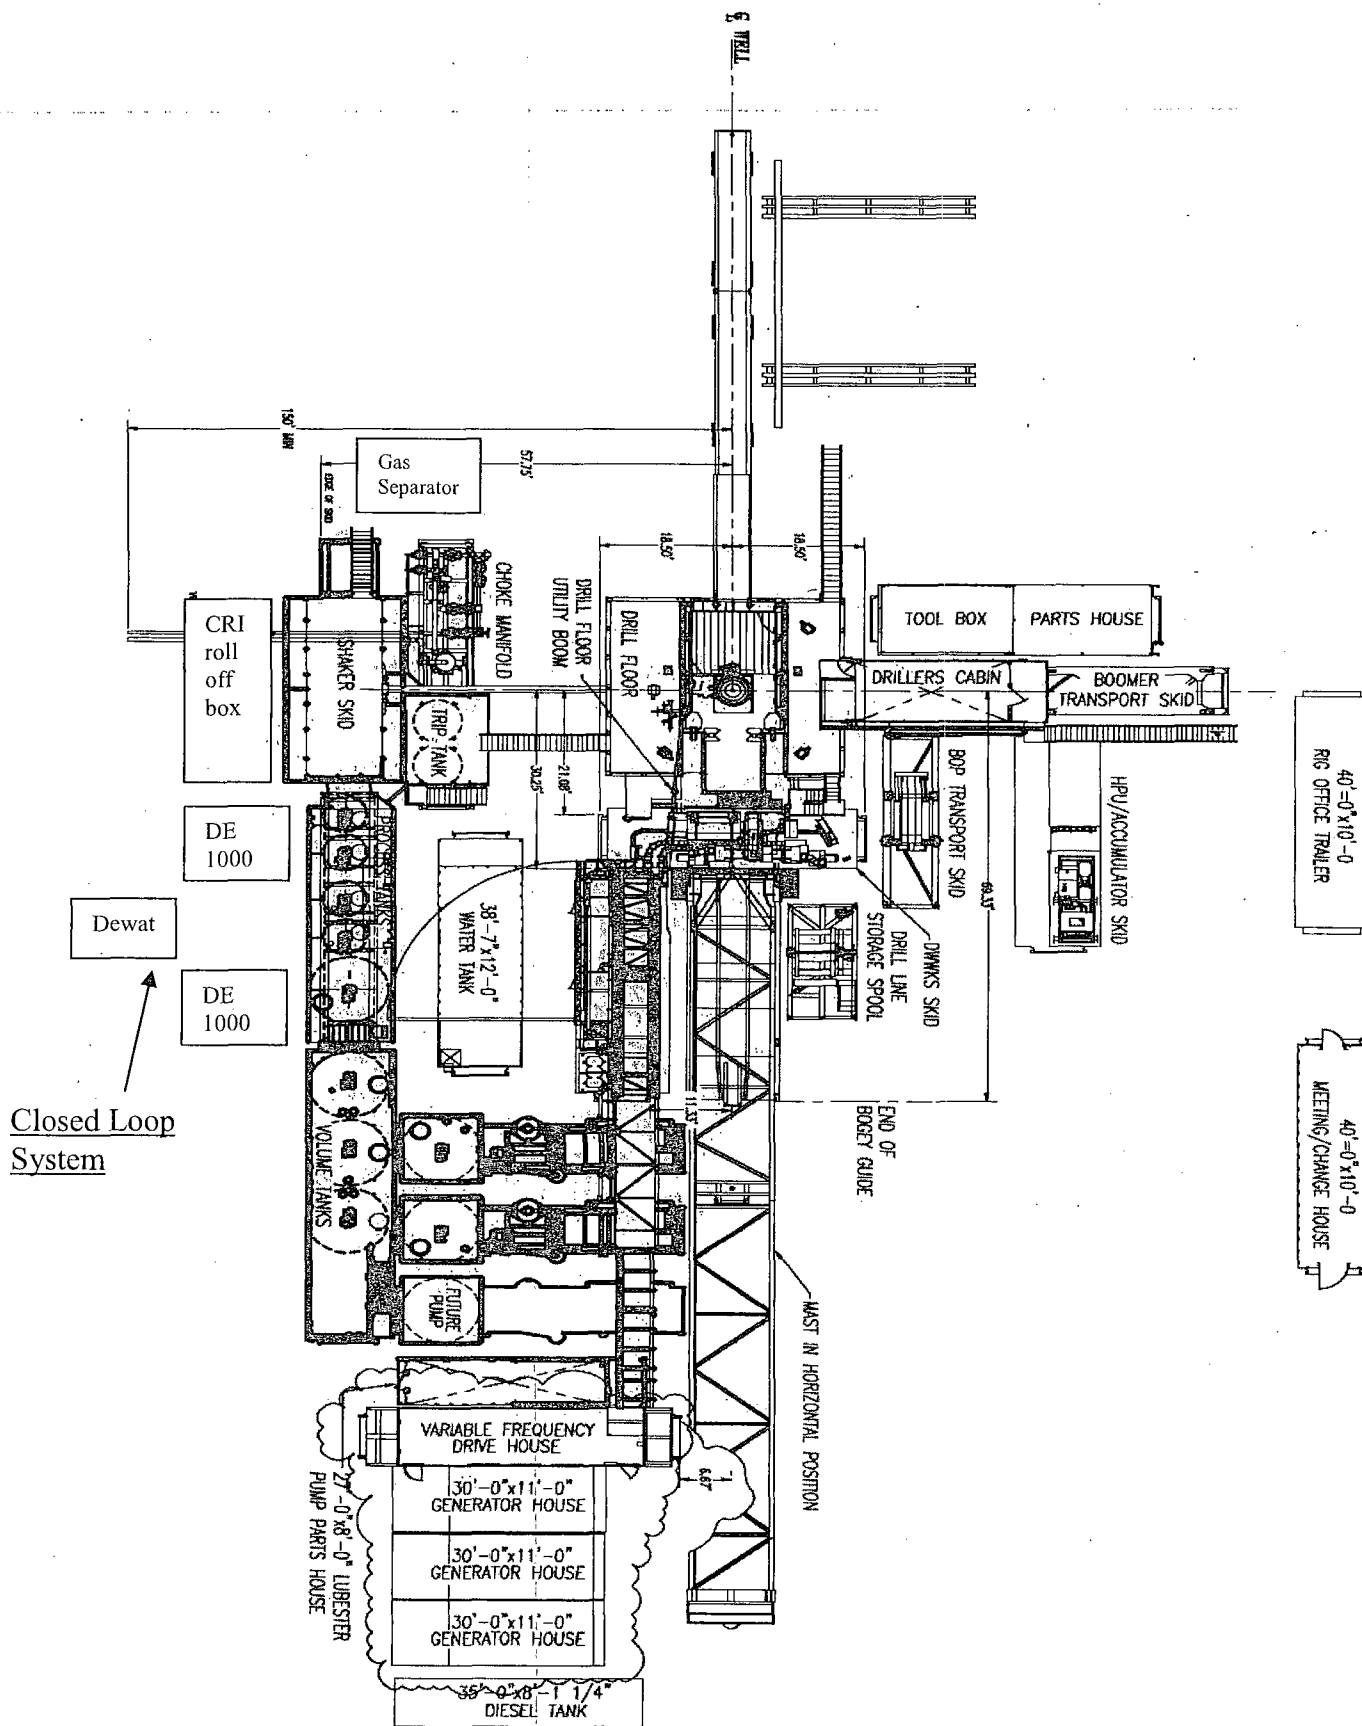 ℄ WELL
150' MIN
57.75'
Gas
Separator
EDGE OF SKID
18.50'
18.50'
CHOKE MANIFOLD
DRILL FLOOR
UTILITY BOOM
DRILL FLOOR
TOOL BOX
PARTS HOUSE
CRI
roll
off
box
SHAKER SKID
TRIP TANK
DRILLERS CABIN
BOOMER
TRANSPORT SKID
40'-0"x10'-0
RIG OFFICE TRAILER
30.25'
21.08'
BOP TRANSPORT SKID
HPU/ACCUMULATOR SKID
69.33'
DE
1000
PROCESS TANKS
38'-7"x12'-0"
WATER TANK
DRILL LINE
STORAGE SPOOL
DWWKS SKID
Dewat
DE
1000
Closed Loop
System
VOLUME TANKS
11.33'
END OF
BOGEY GUIDE
40'-0"x10'-0
MEETING/CHANGE HOUSE
FUTURE
PUMP
MAST IN HORIZONTAL POSITION
VARIABLE FREQUENCY
DRIVE HOUSE
6.67'
27'-0"x8'-0" LUBESTER
PUMP PARTS HOUSE
30'-0"x11'-0"
GENERATOR HOUSE
30'-0"x11'-0"
GENERATOR HOUSE
30'-0"x11'-0"
GENERATOR HOUSE
35'-0"x8'-1 1/4"
DIESEL TANK